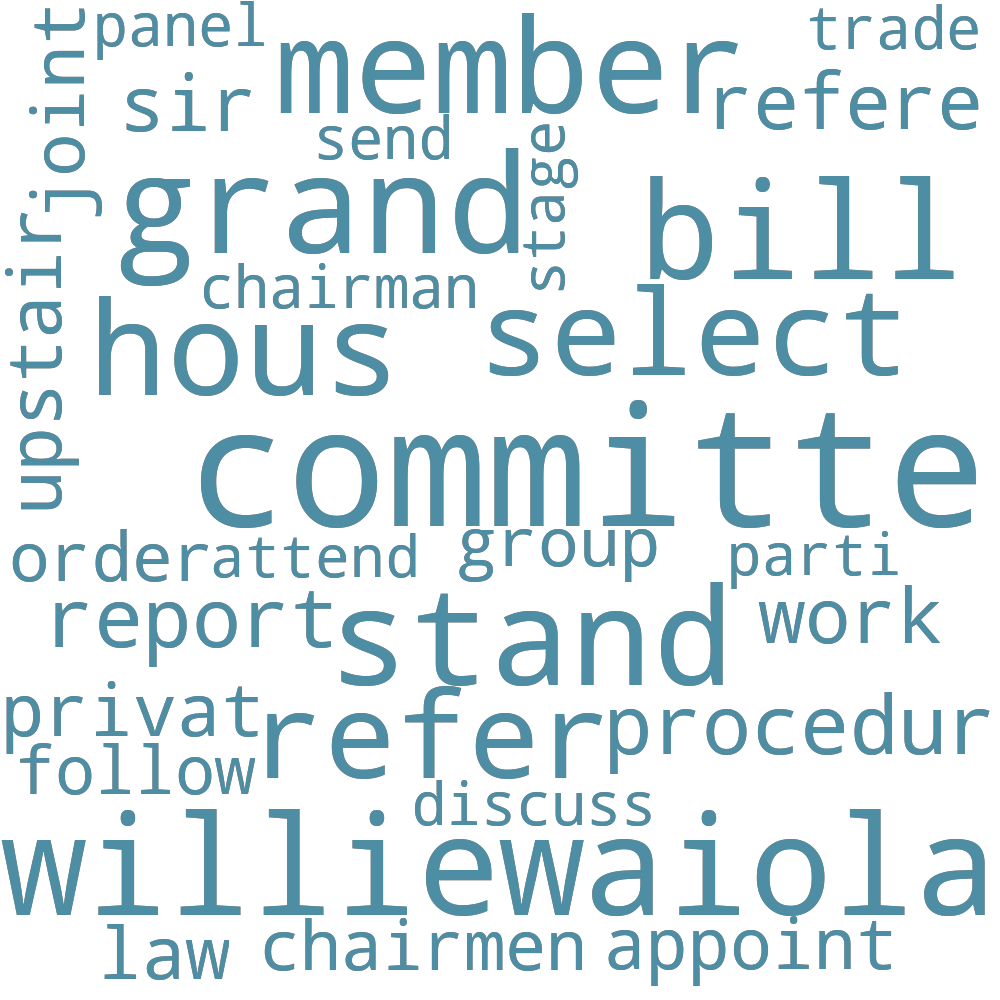 panel
member
trade
joint
sir
refere
send
stage
grand
bill
upstair
chairman
hous
select
committe
order
attend
group
parti
report
stand
work
privat
refer
procedur
follow
discuss
williewaiola
law
chairmen
appoint